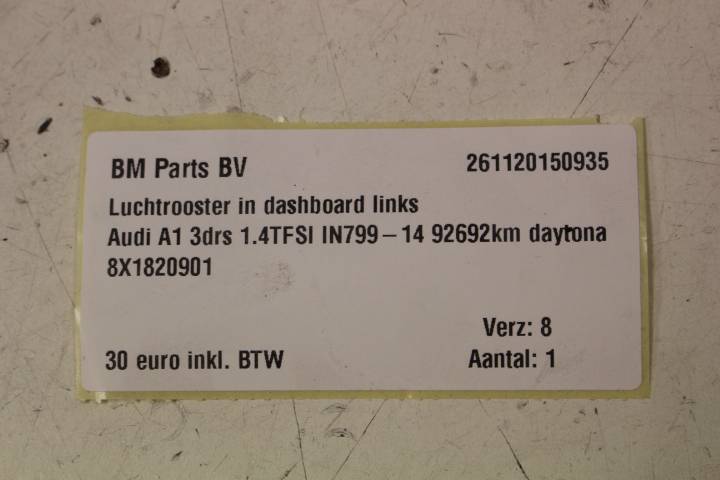 BM Parts BV 261120150935
Luchtrooster in dashboard links
Audi A1 3drs 1.4TFSI IN799-14 92692km daytona
8X1820901
Verz: 8
30 euro inkl. BTW Aantal: 1